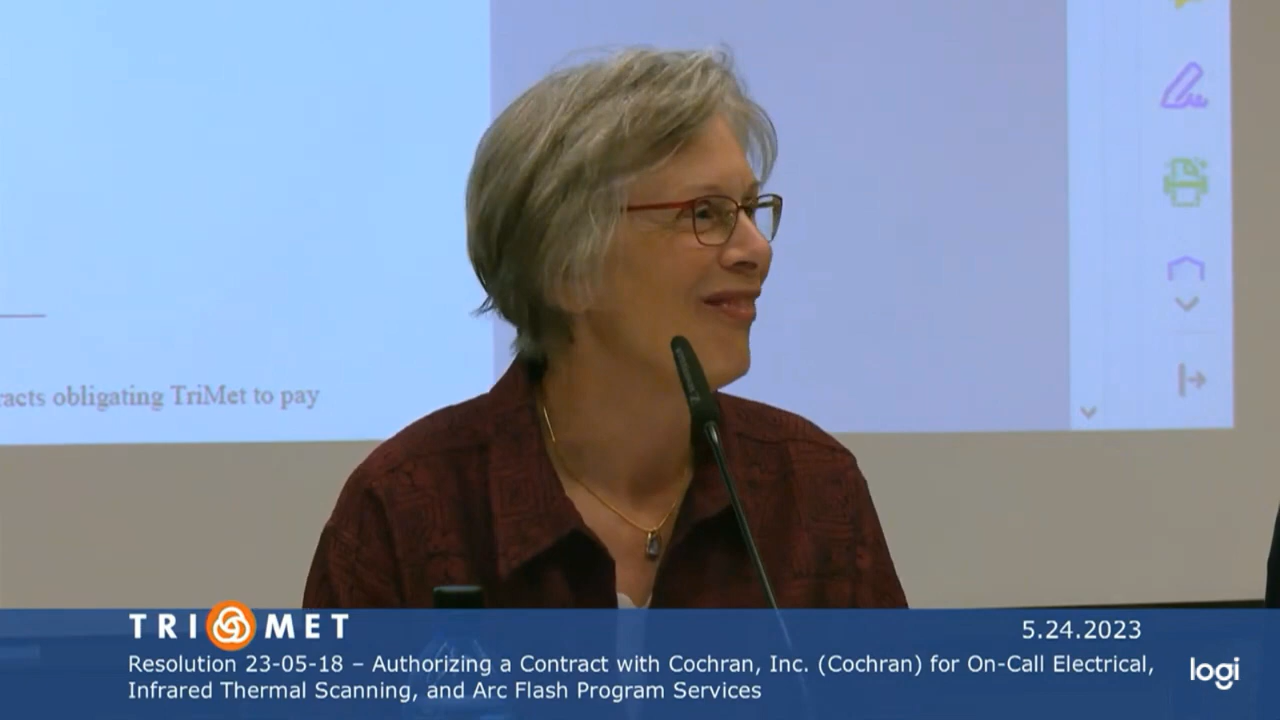 acts obligating TriMet to pay
TRI MET
5.24.2023
Resolution 23-05-18 – Authorizing a Contract with Cochran, Inc. (Cochran) for On-Call Electrical,
Infrared Thermal Scanning, and Arc Flash Program Services
logi